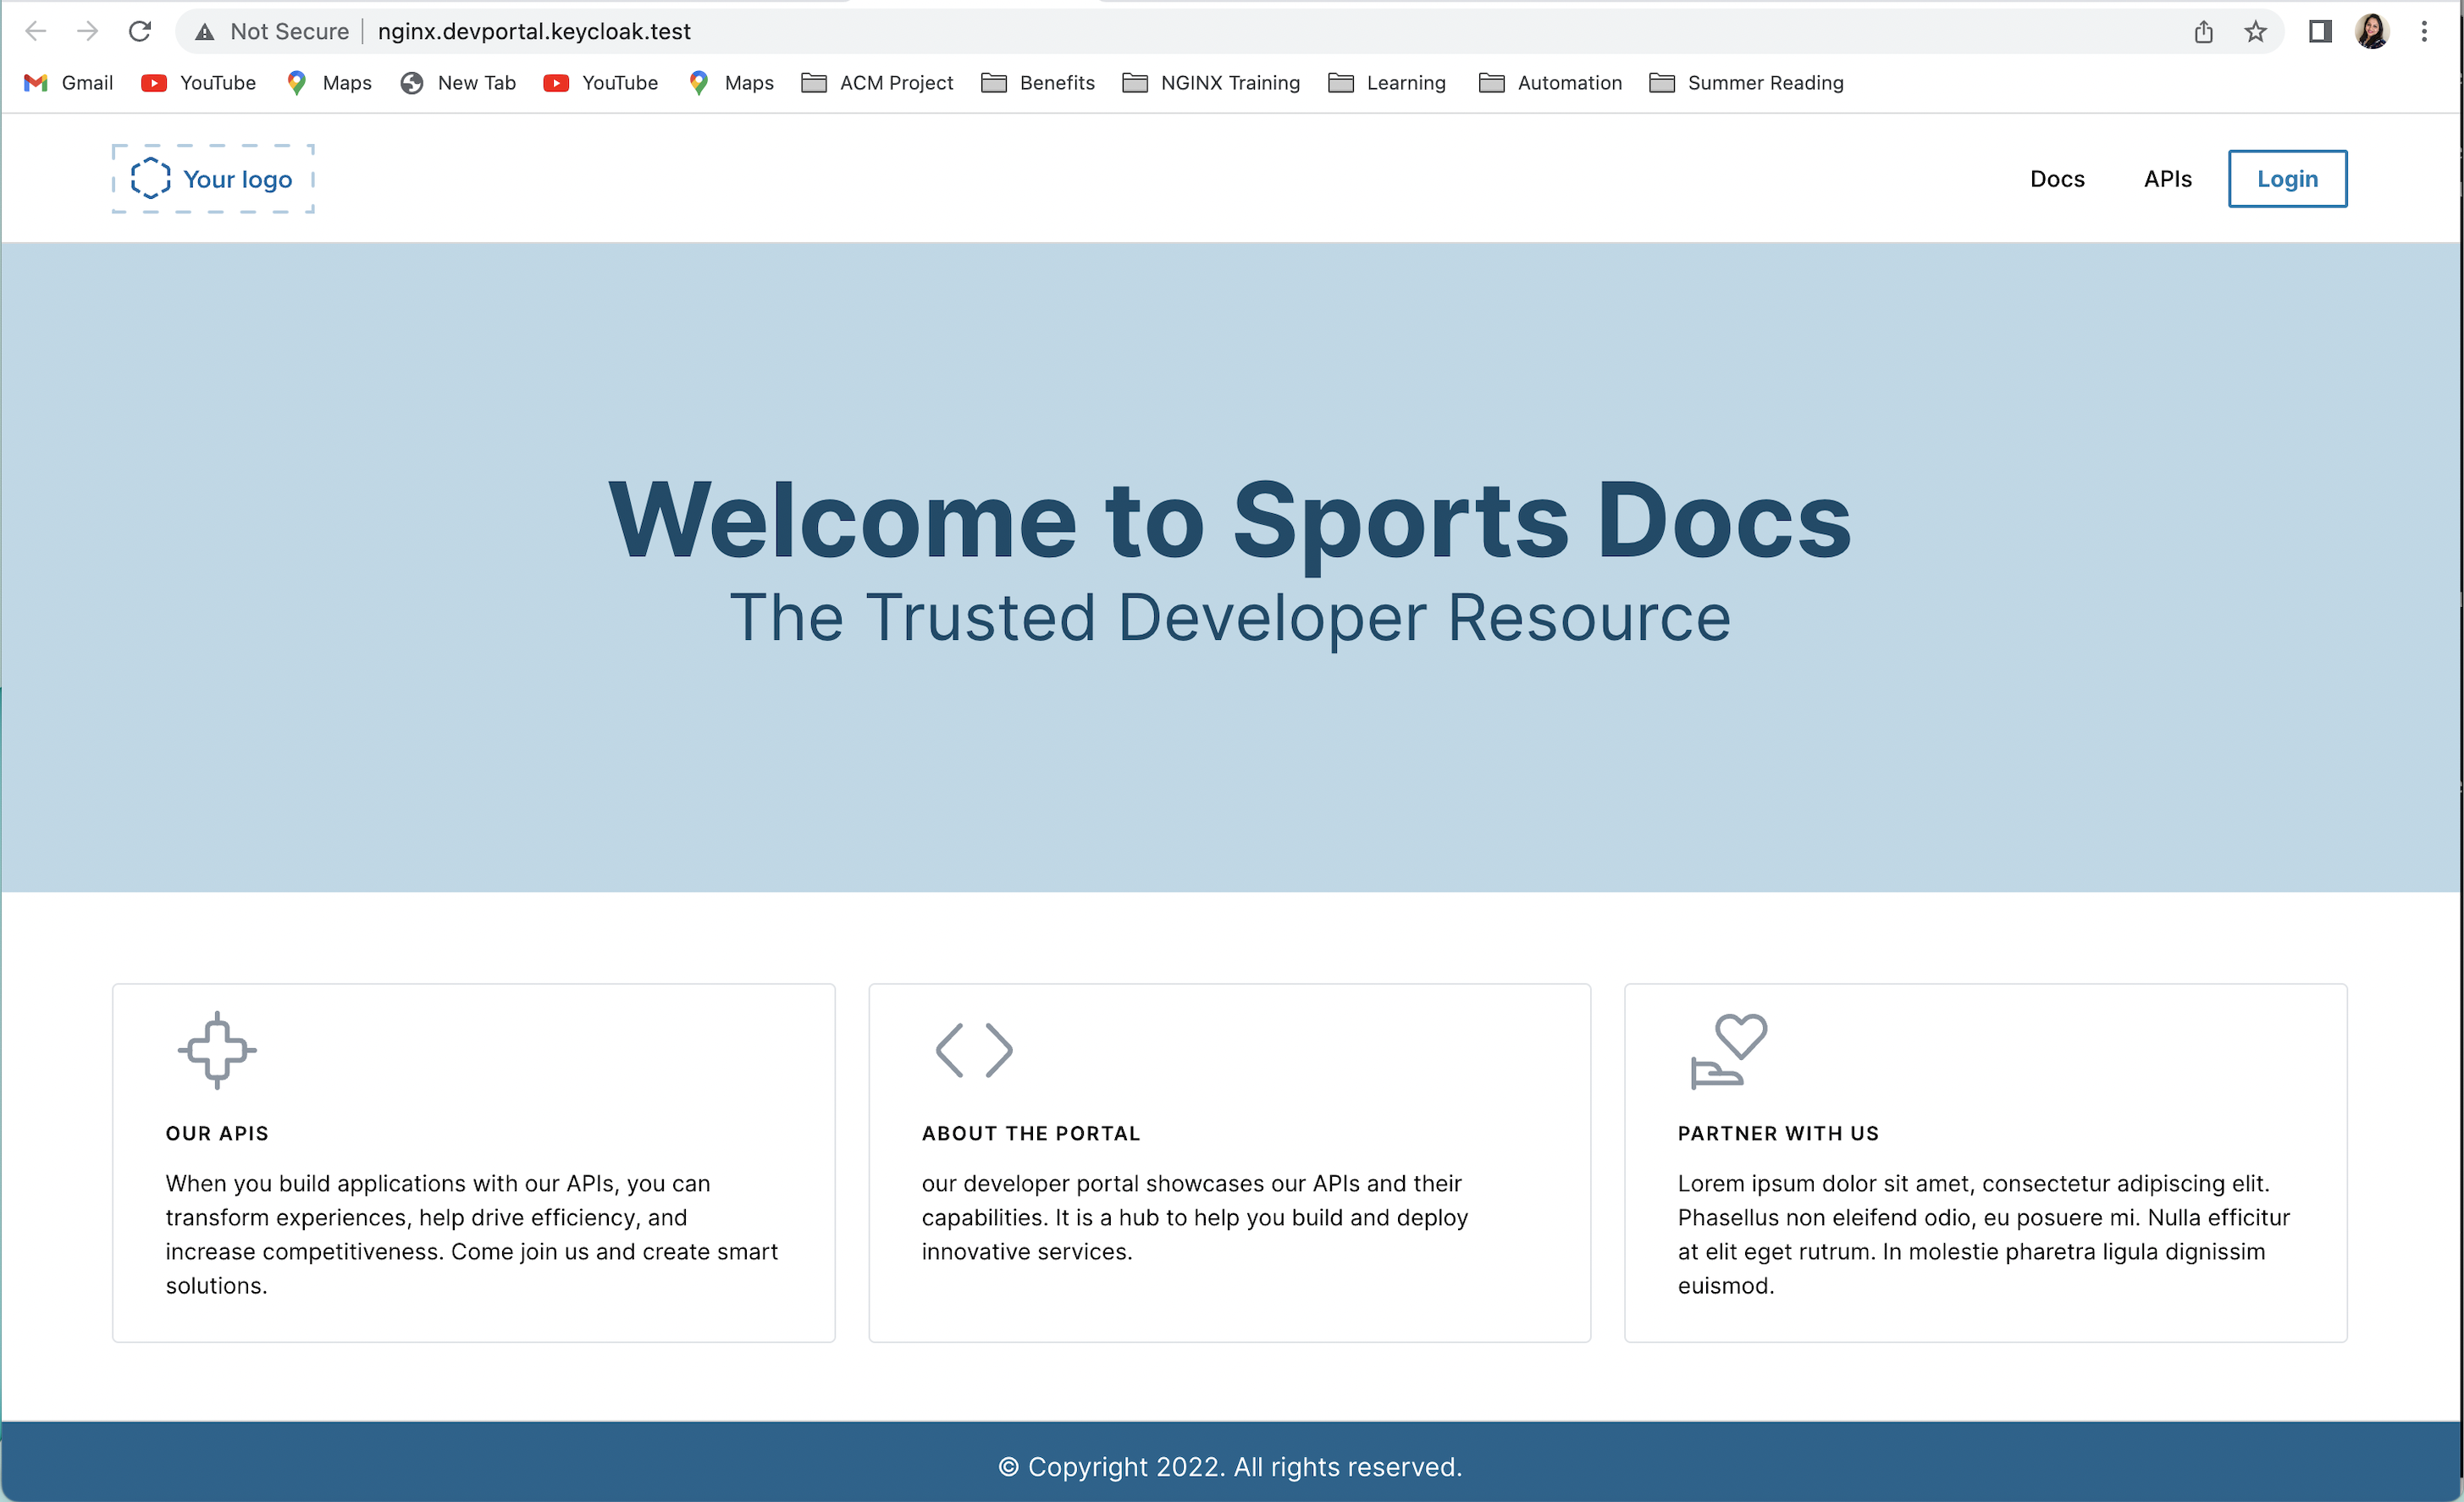 Not Secure | nginx.devportal.keycloak.test
Gmail YouTube Maps New Tab YouTube Maps ACM Project Benefits NGINX Training Learning Automation Summer Reading
Your logo Docs APIs Login
Welcome to Sports Docs
The Trusted Developer Resource
OUR APIS
When you build applications with our APIs, you can
transform experiences, help drive efficiency, and
increase competitiveness. Come join us and create smart
solutions.
ABOUT THE PORTAL
our developer portal showcases our APIs and their
capabilities. It is a hub to help you build and deploy
innovative services.
PARTNER WITH US
Lorem ipsum dolor sit amet, consectetur adipiscing elit.
Phasellus non eleifend odio, eu posuere mi. Nulla efficitur
at elit eget rutrum. In molestie pharetra ligula dignissim
euismod.
© Copyright 2022. All rights reserved.